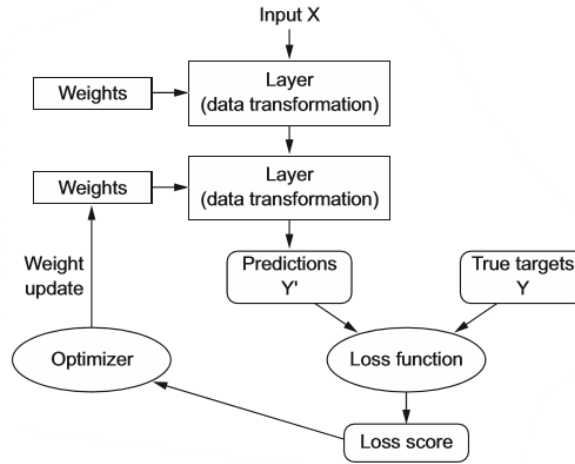 Input X
Weights
Layer
(data transformation)
Weights
Layer
(data transformation)
Weight
update
Predictions
Y'
True targets
Y
Optimizer
Loss function
Loss score